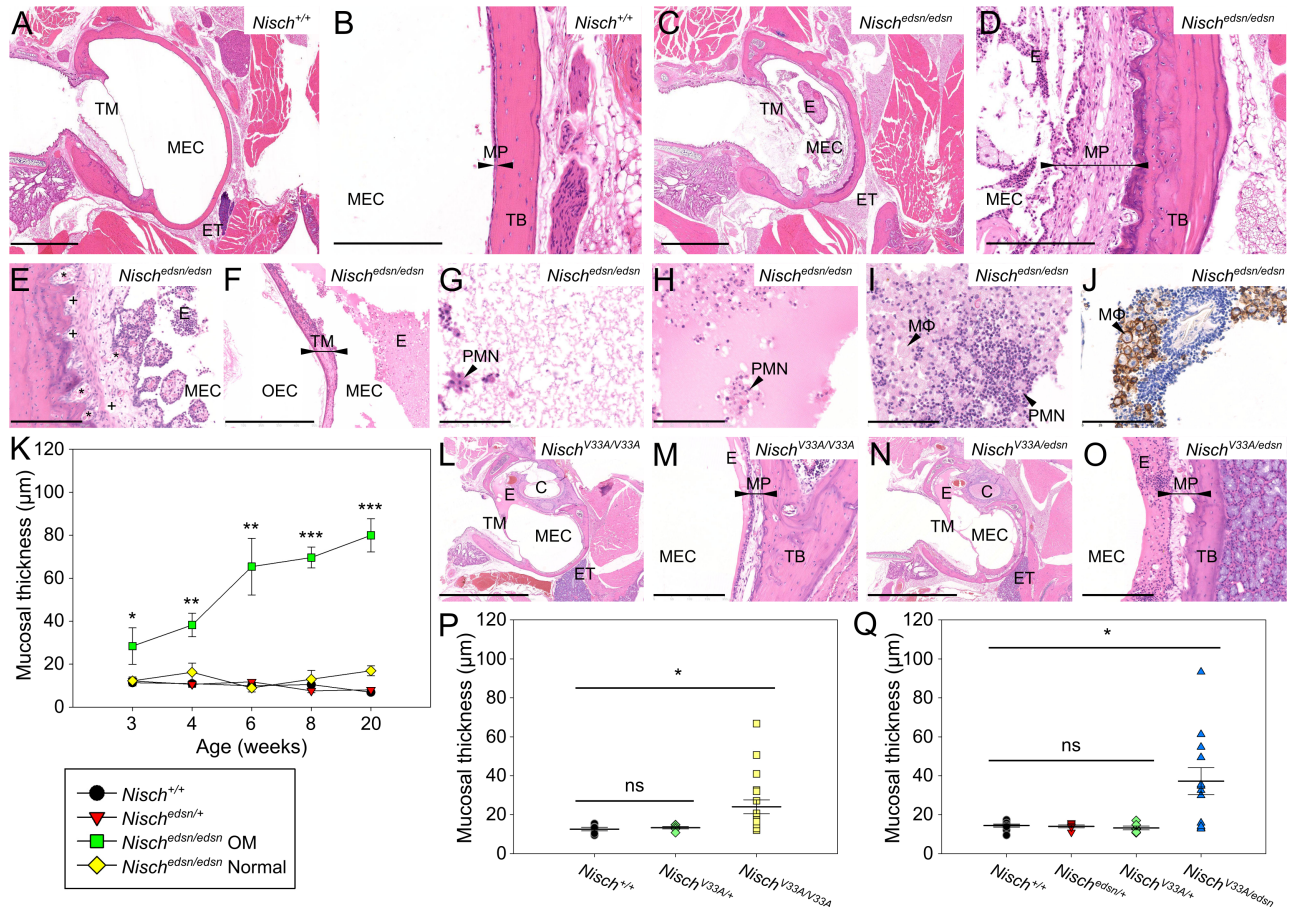 A
Nisch+/+
TM
MEC
ET
B
Nisch+/+
MP
MEC
TB
C
Nischedsn/edsn
TM
E
MEC
ET
D
Nischedsn/edsn
E
MP
MEC
TB
E
Nischedsn/edsn
*
+
E
+
*
MEC
*
+
*
F
Nischedsn/edsn
TM
E
OEC
MEC
G
Nischedsn/edsn
PMN
H
Nischedsn/edsn
PMN
I
Nischedsn/edsn
MΦ
PMN
J
Nischedsn/edsn
MΦ
K
Mucosal thickness (µm)
120
100
80
60
40
20
0
*
**
**
***
***
3
4
6
8
20
Age (weeks)
Nisch+/+
Nischedsn/+
Nischedsn/edsn OM
Nischedsn/edsn Normal
L
NischV33A/V33A
E
C
TM
MEC
ET
M
NischV33A/V33A
E
MP
MEC
TB
N
NischV33A/edsn
E
C
TM
MEC
ET
O
NischV33A/edsn
E
MP
MEC
TB
P
Mucosal thickness (µm)
120
100
80
60
40
20
0
*
ns
Nisch+/+
NischV33A/+
NischV33A/V33A
Q
Mucosal thickness (µm)
120
100
80
60
40
20
0
*
ns
Nisch+/+
Nischedsn/+
NischV33A/+
NischV33A/edsn